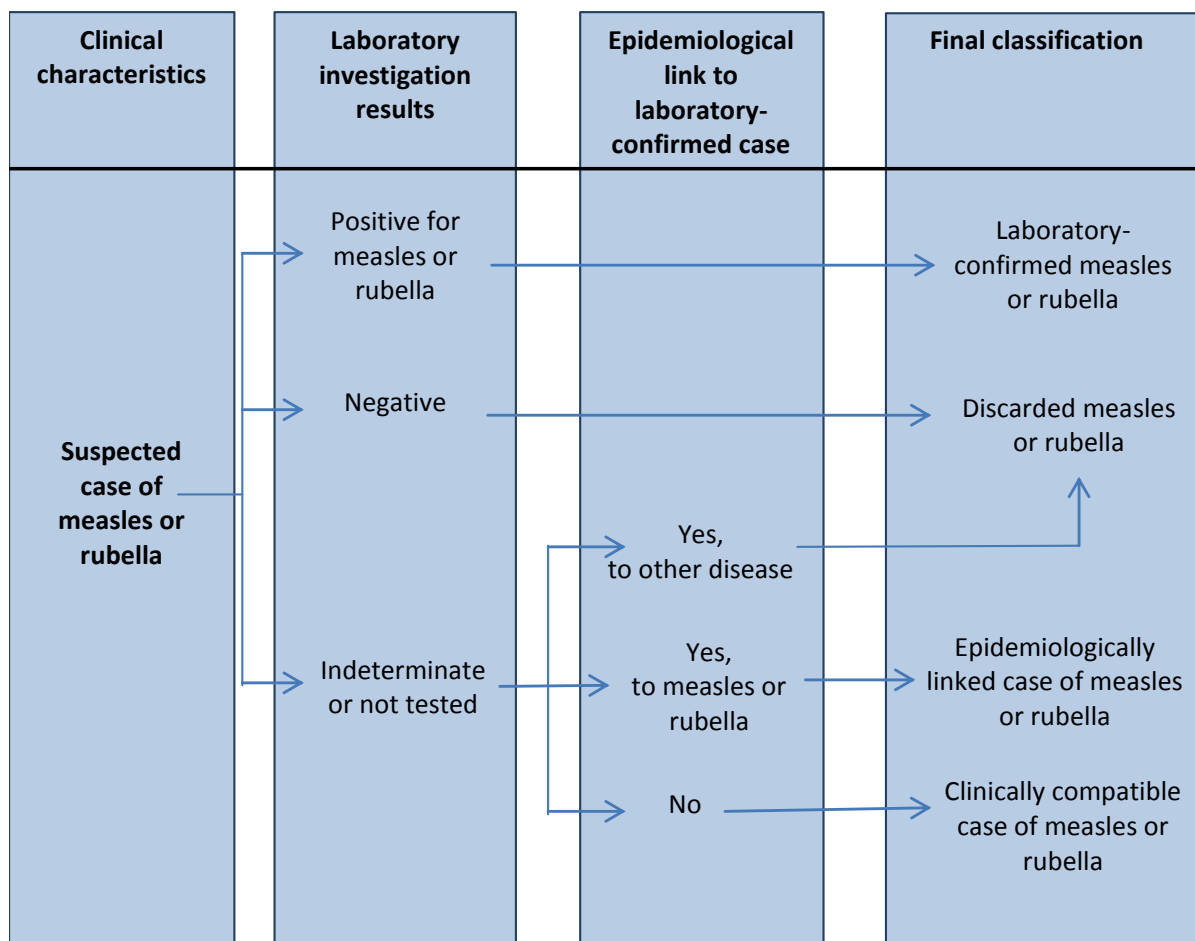 Clinical
characteristics
Laboratory
investigation
results
Epidemiological
link to
laboratory-
confirmed case
Final classification
Suspected
case of
measles or
rubella
Positive for
measles or
rubella
Negative
Indeterminate
or not tested
Yes,
to other disease
Yes,
to measles or
rubella
No
Laboratory-
confirmed measles
or rubella
Discarded measles
or rubella
Epidemiologically
linked case of measles
or rubella
Clinically compatible
case of measles or
rubella